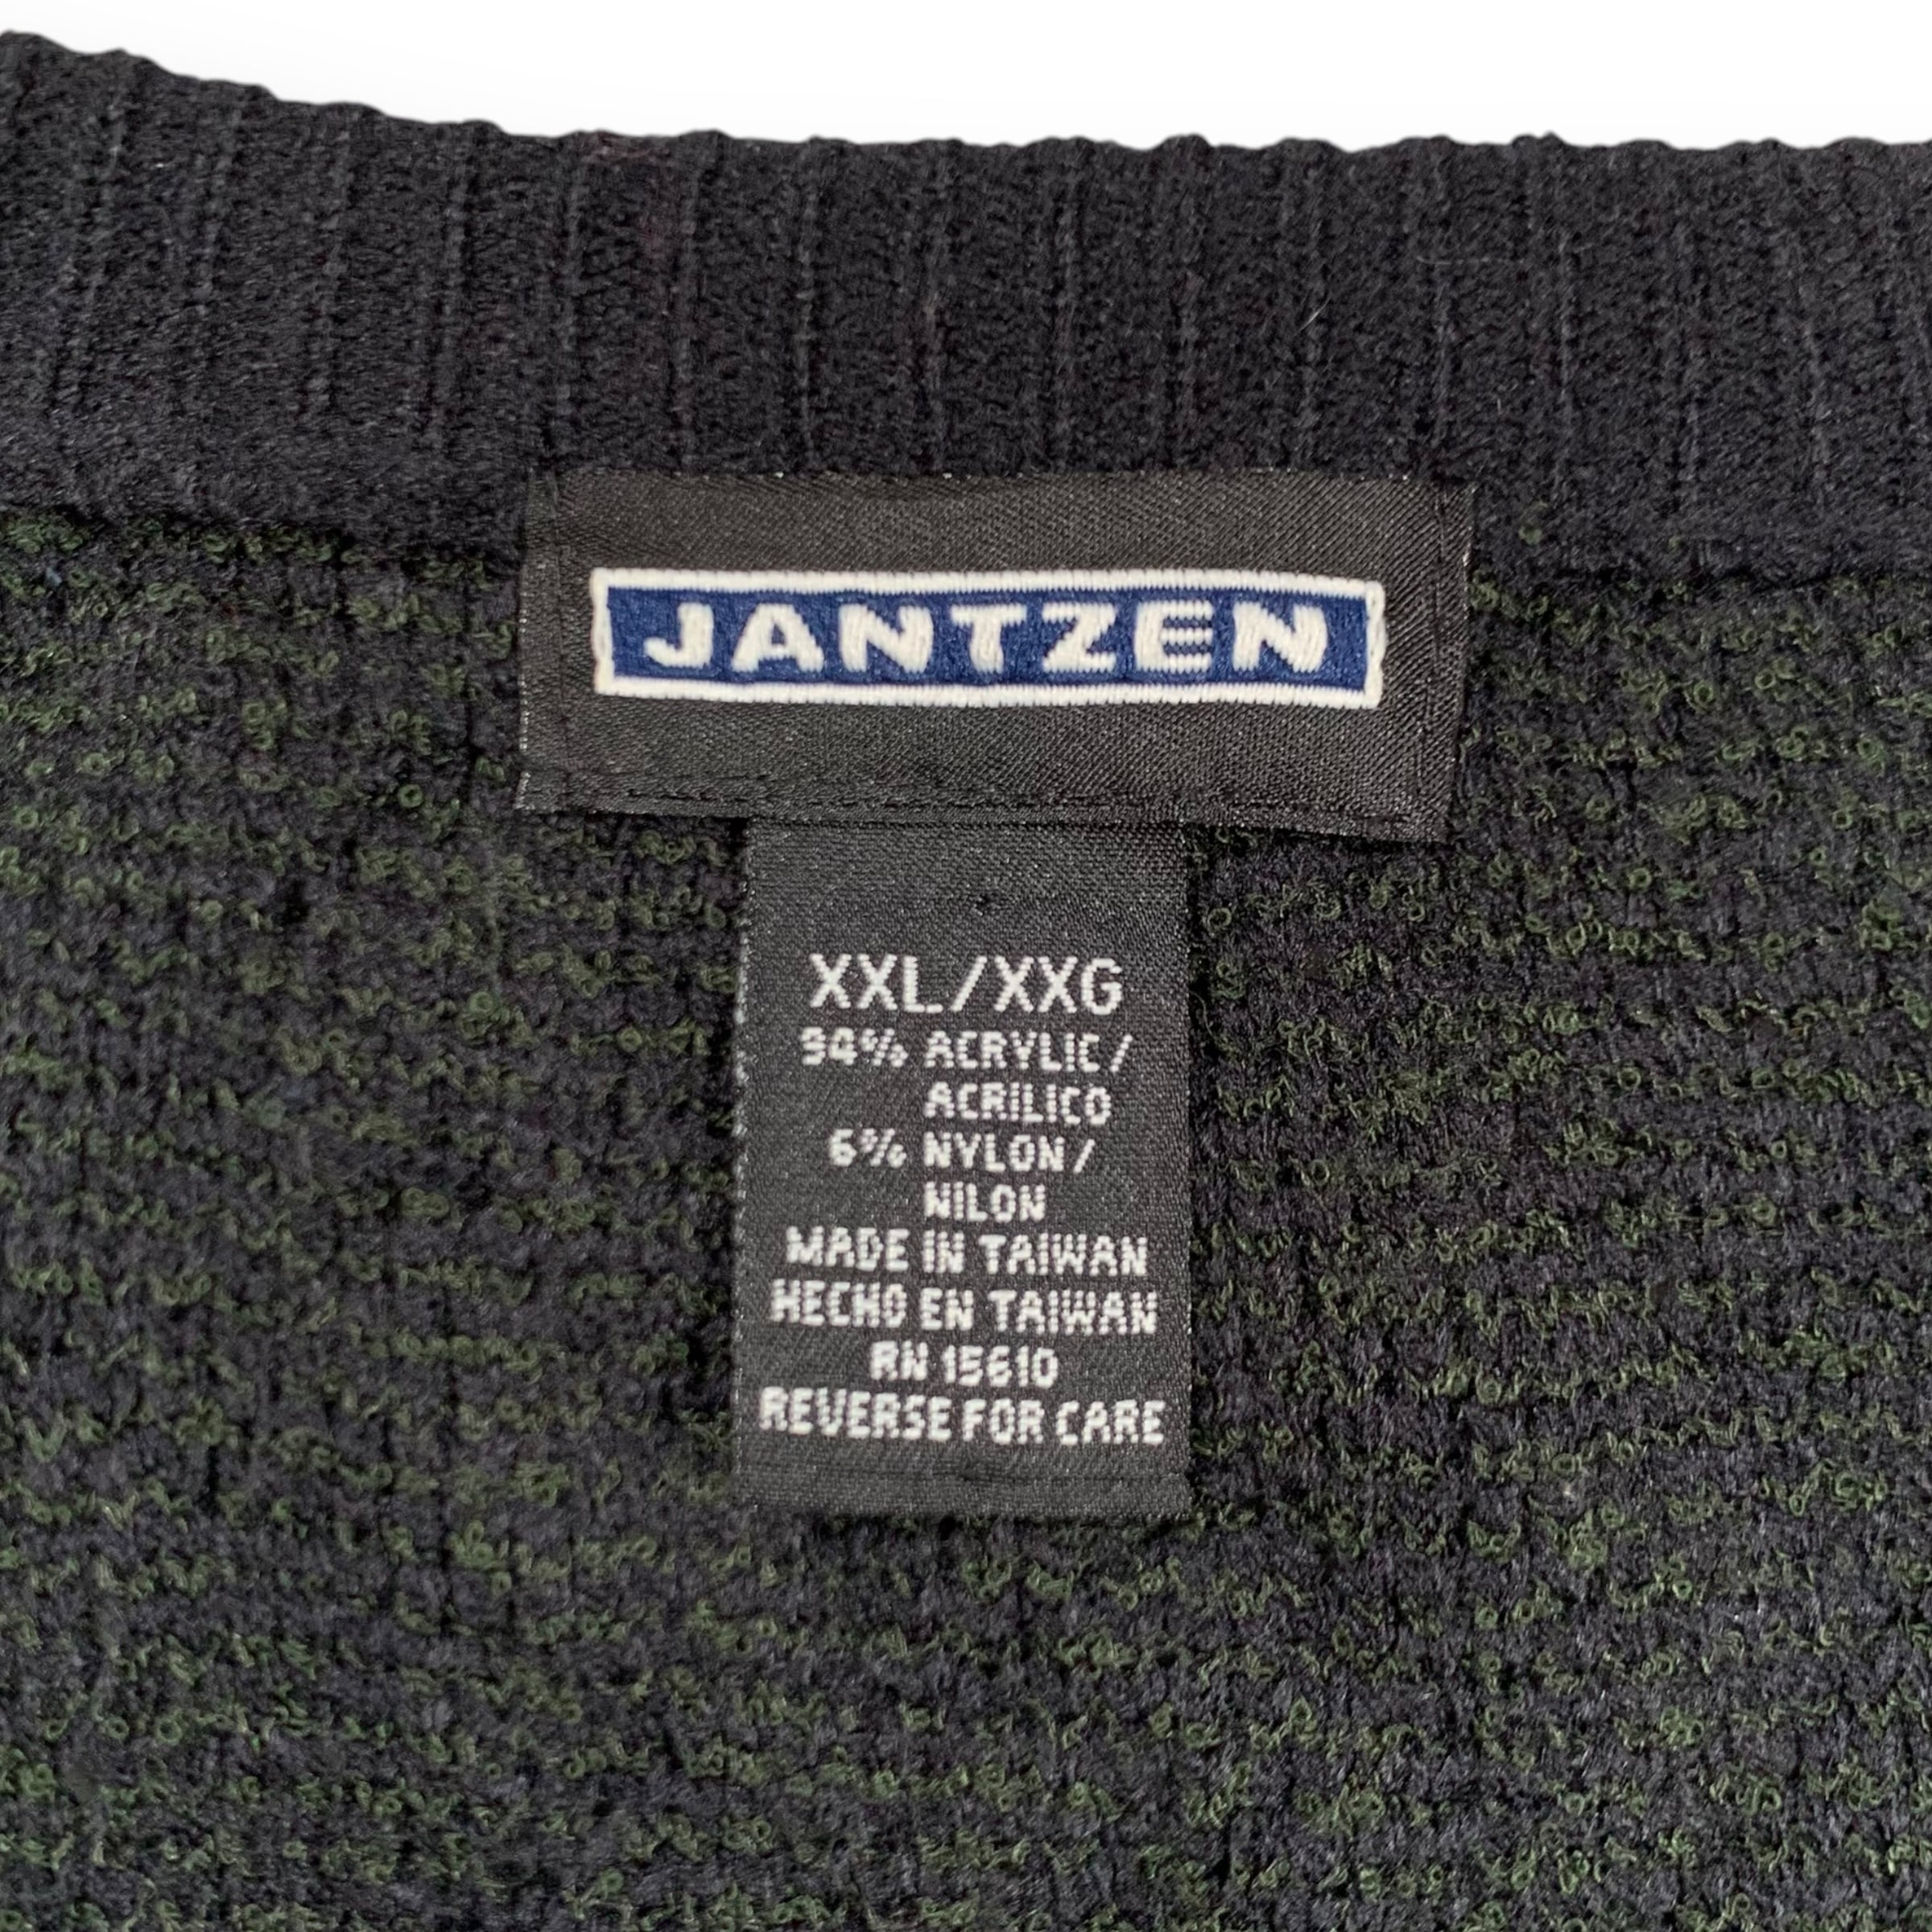 JANTZEN
XXL/XXG
94% ACRYLIC/
ACRILICO
6% NYLON/
NILON
MADE IN TAIWAN
HECHO EN TAIWAN
RN 15610
REVERSE FOR CARE